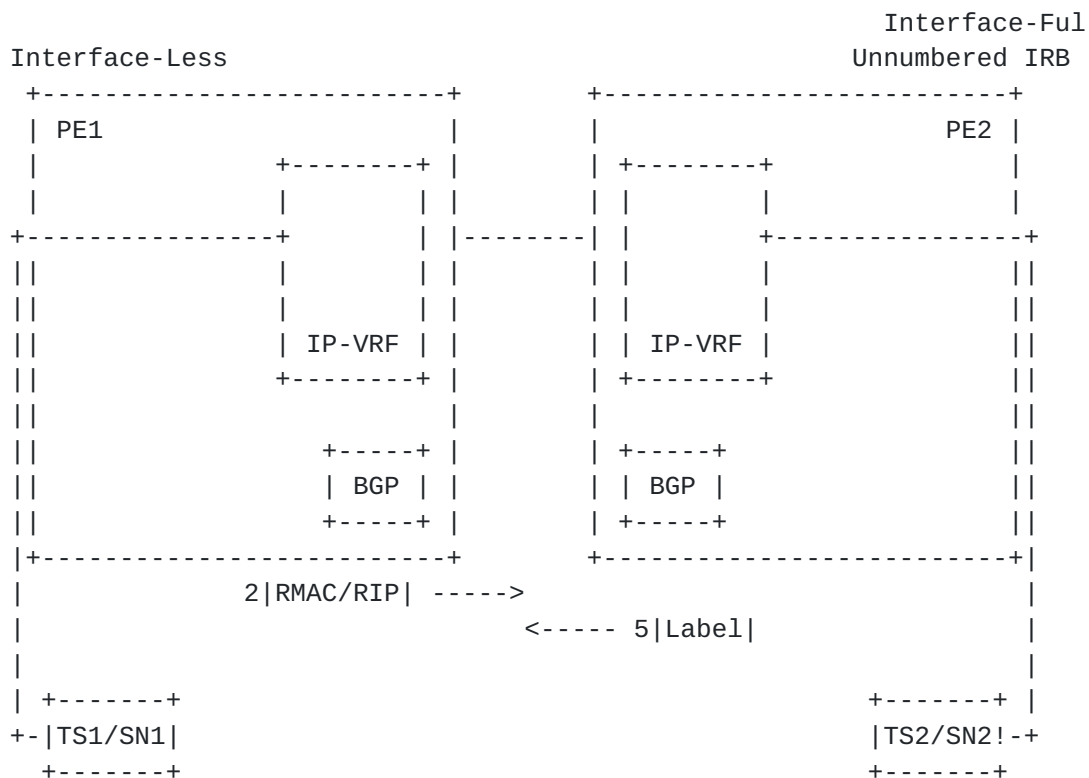 Interface-Ful
Interface-Less Unnumbered IRB
PE1 PE2
IP-VRF IP-VRF
BGP BGP
2|RMAC/RIP| ----->
<----- 5|Label|
TS1/SN1| |TS2/SN2!